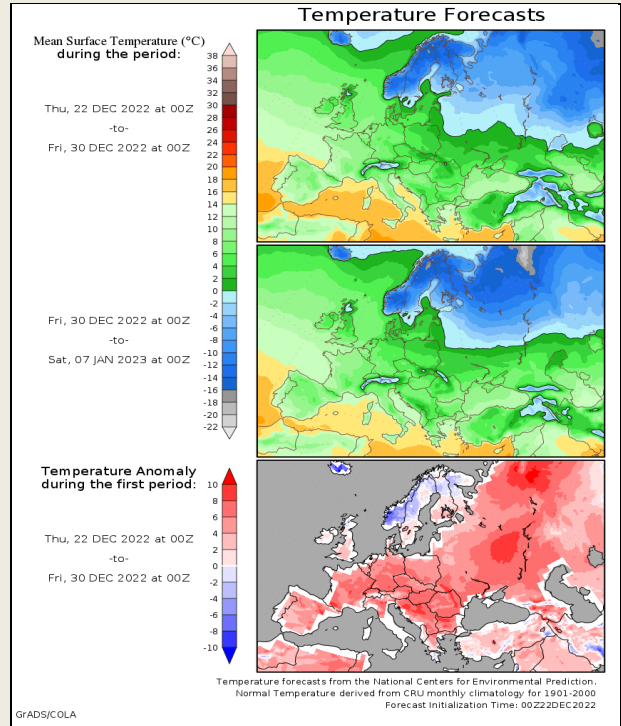 Temperature Forecasts
Mean Surface Temperature (°C)
during the period:
Thu, 22 DEC 2022 at 00Z
-to-
Fri, 30 DEC 2022 at 00Z
38
36
34
32
30
28
26
24
22
20
18
16
14
12
10
8
6
4
2
0
-2
-4
-6
-8
-10
-12
-14
-16
-18
-20
-22
Fri, 30 DEC 2022 at 00Z
-to-
Sat, 07 JAN 2023 at 00Z
Temperature Anomaly
during the first period:
Thu, 22 DEC 2022 at 00Z
-to-
Fri, 30 DEC 2022 at 00Z
10
8
6
4
2
0
-2
-4
-6
-8
-10
Temperature forecasts from the National Centers for Environmental Prediction.
Normal Temperature derived from CRU monthly climatology for 1901-2000
Forecast Initialization Time: 00Z22DEC2022
GrADS/COLA